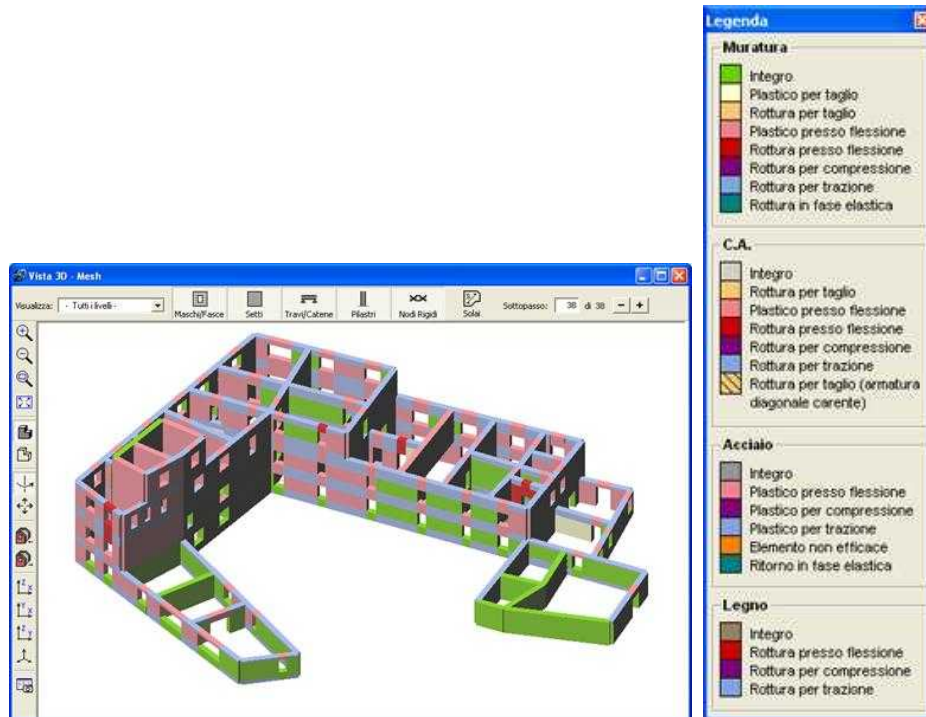 Vista 3D - Mesh
Visualizza: - Tutti i livelli -
Maschi/Fasce
Setti
Travi/Catene
Pilastri
Nodi Rigidi
Solai
Sottopasso: 38 di 38 - +
Legenda
Muratura
Integro
Plastico per taglio
Rottura per taglio
Plastico presso flessione
Rottura presso flessione
Rottura per compressione
Rottura per trazione
Rottura in fase elastica
C.A.
Integro
Rottura per taglio
Plastico presso flessione
Rottura presso flessione
Rottura per compressione
Rottura per trazione
Rottura per taglio (armatura
diagonale carente)
Acciaio
Integro
Plastico presso flessione
Plastico per compressione
Plastico per trazione
Elemento non efficace
Ritorno in fase elastica
Legno
Integro
Rottura presso flessione
Rottura per compressione
Rottura per trazione